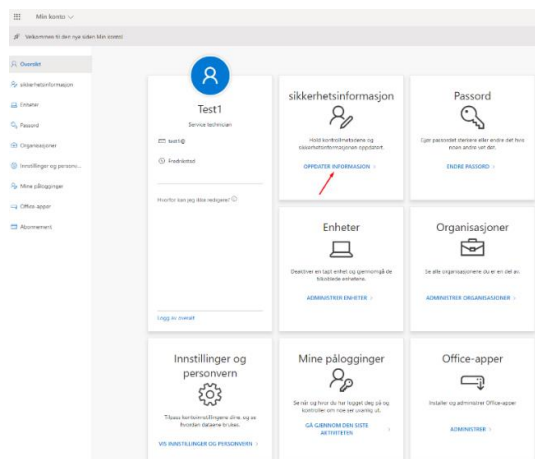 Min konto
Velkommen til den nye siden Min konto!
Oversikt
sikkerhetsinformasjon
Enheter
Passord
Organisasjoner
Innstillinger og personv...
Mine pålogginger
Office-apper
Abonnement
Test1
Service technician
test1@
Fredrikstad
Hvorfor kan jeg ikke redigere?
Logg av overalt
sikkerhetsinformasjon
Hold kontrollmetodene og
sikkerhetsinformasjonen oppdatert.
OPPDATER INFORMASJON >
Passord
Gjør passordet sterkere eller endre det hvis
noen andre vet det.
ENDRE PASSORD >
Enheter
Deaktiver en tapt enhet og gjennomgå de
tilkoblede enhetene.
ADMINISTRER ENHETER >
Organisasjoner
Se alle organisasjonene du er en del av.
ADMINISTRER ORGANISASJONER >
Innstillinger og
personvern
Tilpass kontoinnstillingene dine, og se
hvordan dataene brukes.
VIS INNSTILLINGER OG PERSONVERN >
Mine pålogginger
Se når og hvor du har logget deg på og
kontroller om noe ser uvanlig ut.
GÅ GJENNOM DEN SISTE
AKTIVITETEN >
Office-apper
Installer og administrer Office-apper
ADMINISTRER >